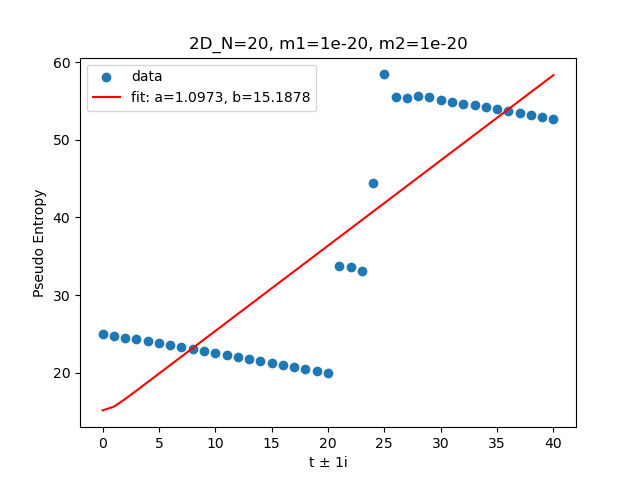 2D_N=20, m1=1e-20, m2=1e-20
data
fit: a=1.0973, b=15.1878
Pseudo Entropy
60
50
40
30
20
0 5 10 15 20 25 30 35 40
t ± 1i